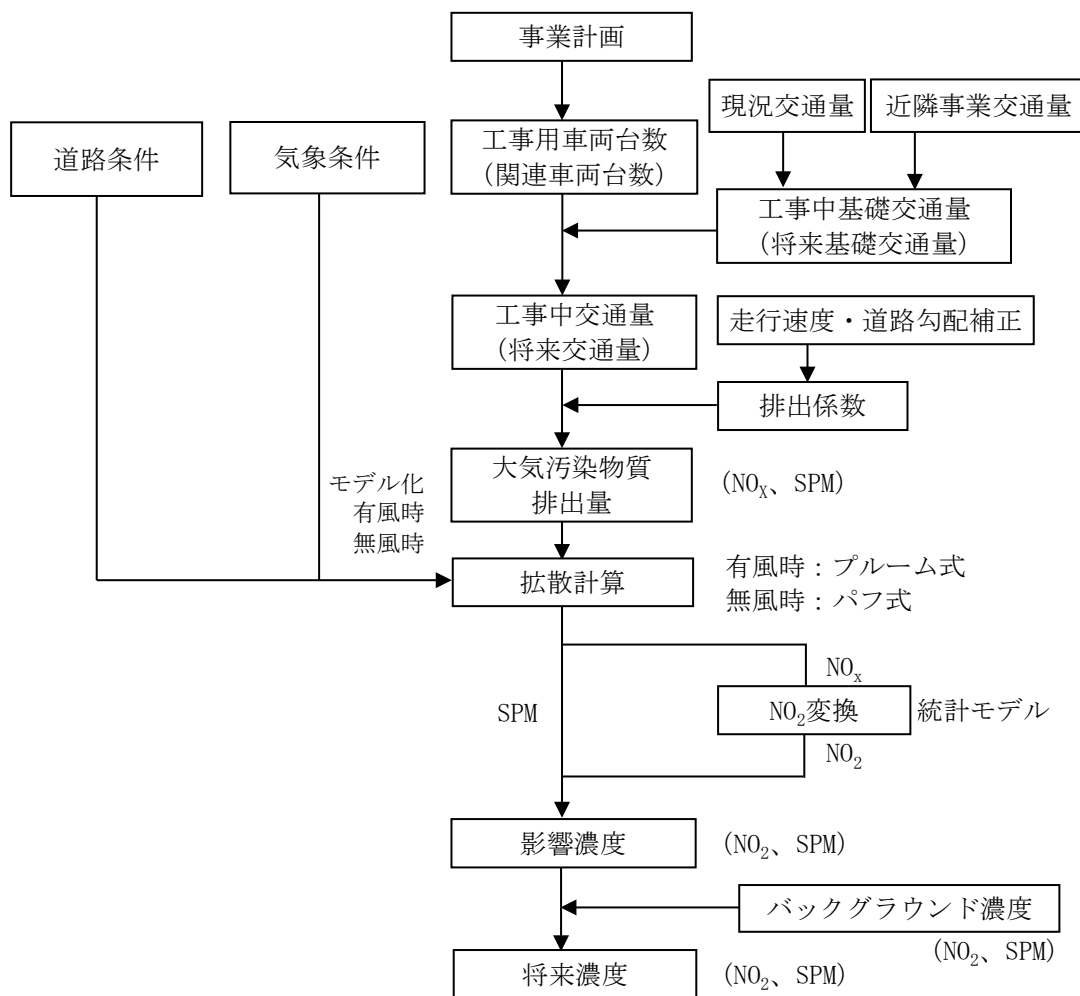 事業計画
現況交通量
近隣事業交通量
道路条件
気象条件
工事用車両台数
(関連車両台数)
工事中基礎交通量
(将来基礎交通量)
工事中交通量
(将来交通量)
走行速度・道路勾配補正
排出係数
大気汚染物質
排出量
(NOX、SPM)
モデル化
有風時
無風時
拡散計算
有風時：プルーム式
無風時：パフ式
NOx
SPM
NO2変換
統計モデル
NO2
影響濃度
(NO2、SPM)
バックグラウンド濃度
(NO2、SPM)
将来濃度
(NO2、SPM)